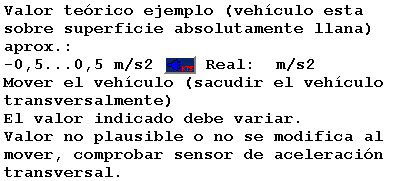 Valor teórico ejemplo (vehículo esta
sobre superficie absolutamente llana)
aprox.:
-0,5...0,5 m/s2 Real: m/s2
Mover el vehículo (sacudir el vehículo
transversalmente)
El valor indicado debe variar.
Valor no plausible o no se modifica al
mover, comprobar sensor de aceleración
transversal.